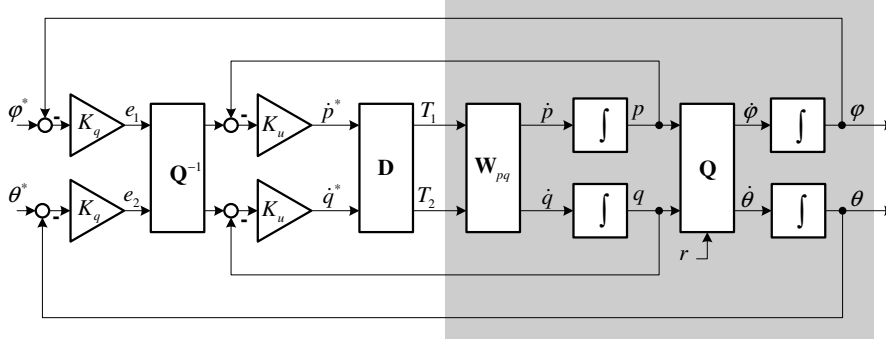 φ* - K_q e_1 Q⁻¹ - K_u ṗ* D T_1 W_pq ṗ ∫ p Q φ̇ ∫ φ
θ* - K_q e_2 - K_u q̇* T_2 q̇ ∫ q θ̇ ∫ θ
r